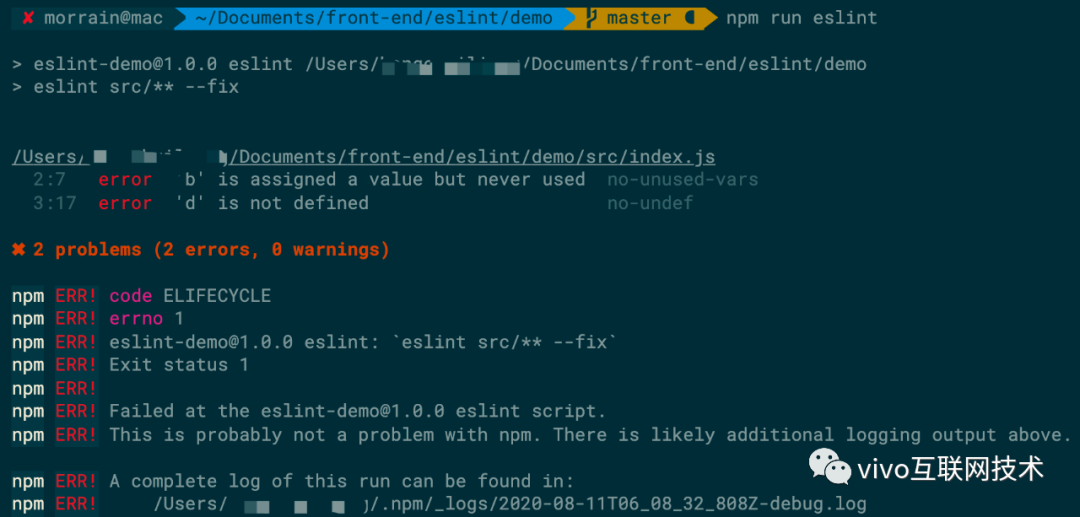 ✘ morrain@mac ~/Documents/front-end/eslint/demo master npm run eslint
> eslint-demo@1.0.0 eslint /Users/ /Documents/front-end/eslint/demo
> eslint src/** --fix
/Users/ /Documents/front-end/eslint/demo/src/index.js
2:7 error 'b' is assigned a value but never used no-unused-vars
3:17 error 'd' is not defined no-undef
✖ 2 problems (2 errors, 0 warnings)
npm ERR! code ELIFECYCLE
npm ERR! errno 1
npm ERR! eslint-demo@1.0.0 eslint: `eslint src/** --fix`
npm ERR! Exit status 1
npm ERR!
npm ERR! Failed at the eslint-demo@1.0.0 eslint script.
npm ERR! This is probably not a problem with npm. There is likely additional logging output above.
npm ERR! A complete log of this run can be found in:
npm ERR! /Users/ /.npm/_logs/2020-08-11T06_08_32_808Z-debug.log
vivo互联网技术